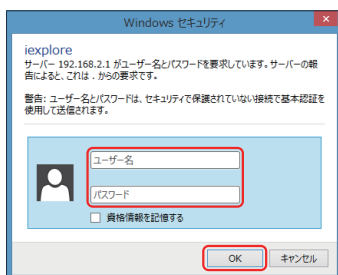 Windows セキュリティ
iexplore
サーバー 192.168.2.1 がユーザー名とパスワードを要求しています。サーバーの報
告によると、これは . からの要求です。
警告: ユーザー名とパスワードは、セキュリティで保護されていない接続で基本認証を
使用して送信されます。
ユーザー名
パスワード
資格情報を記憶する
OK キャンセル